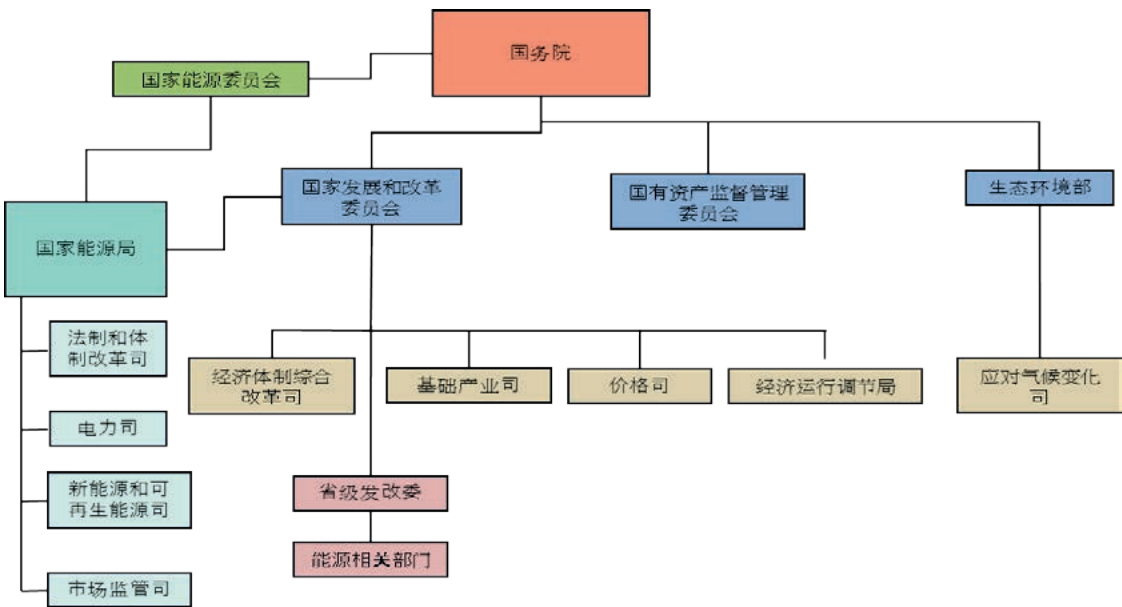 国务院
国家能源委员会
国家发展和改革
委员会
国有资产监督管理
委员会
生态环境部
国家能源局
法制和体
制改革司
电力司
新能源和可
再生能源司
市场监管司
经济体制综合
改革司
基础产业司
价格司
经济运行调节局
应对气候变化
司
省级发改委
能源相关部门